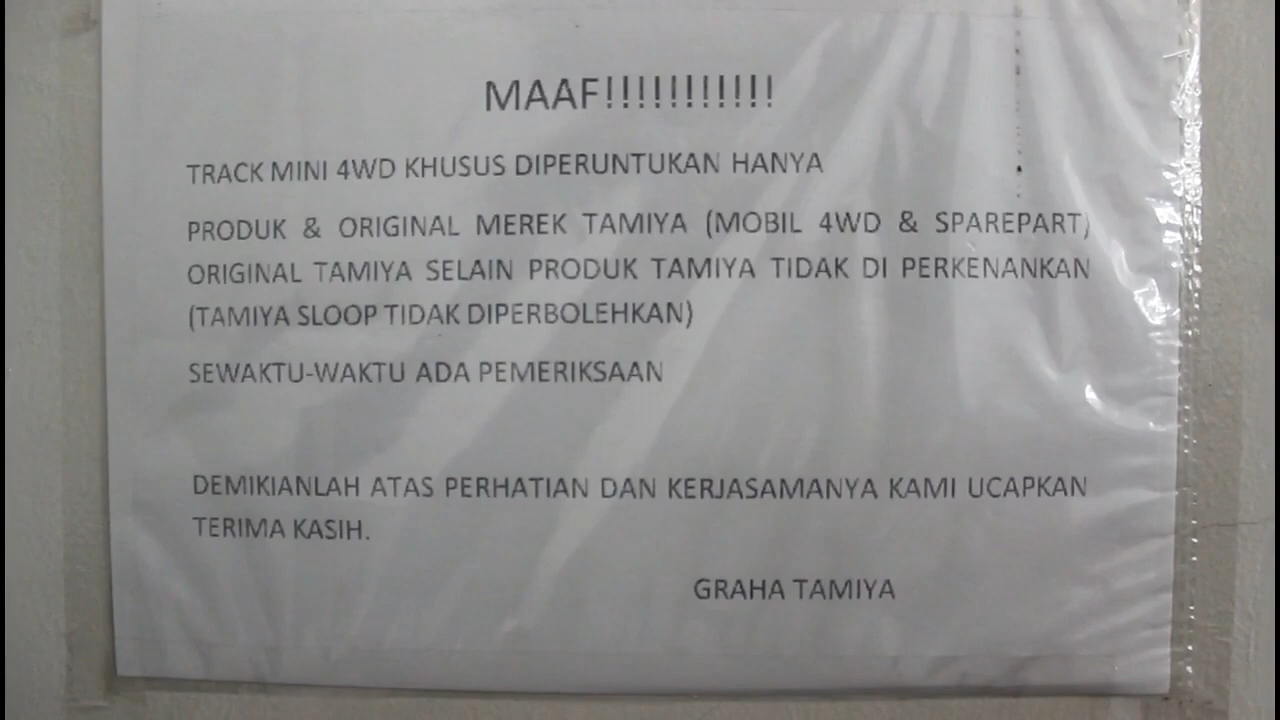 MAAF!!!!!!!!!!!
TRACK MINI 4WD KHUSUS DIPERUNTUKAN HANYA
PRODUK & ORIGINAL MEREK TAMIYA (MOBIL 4WD & SPAREPART)
ORIGINAL TAMIYA SELAIN PRODUK TAMIYA TIDAK DI PERKENANKAN
(TAMIYA SLOOP TIDAK DIPERBOLEHKAN)
SEWAKTU-WAKTU ADA PEMERIKSAAN
DEMIKIANLAH ATAS PERHATIAN DAN KERJASAMANYA KAMI UCAPKAN
TERIMA KASIH.
GRAHA TAMIYA